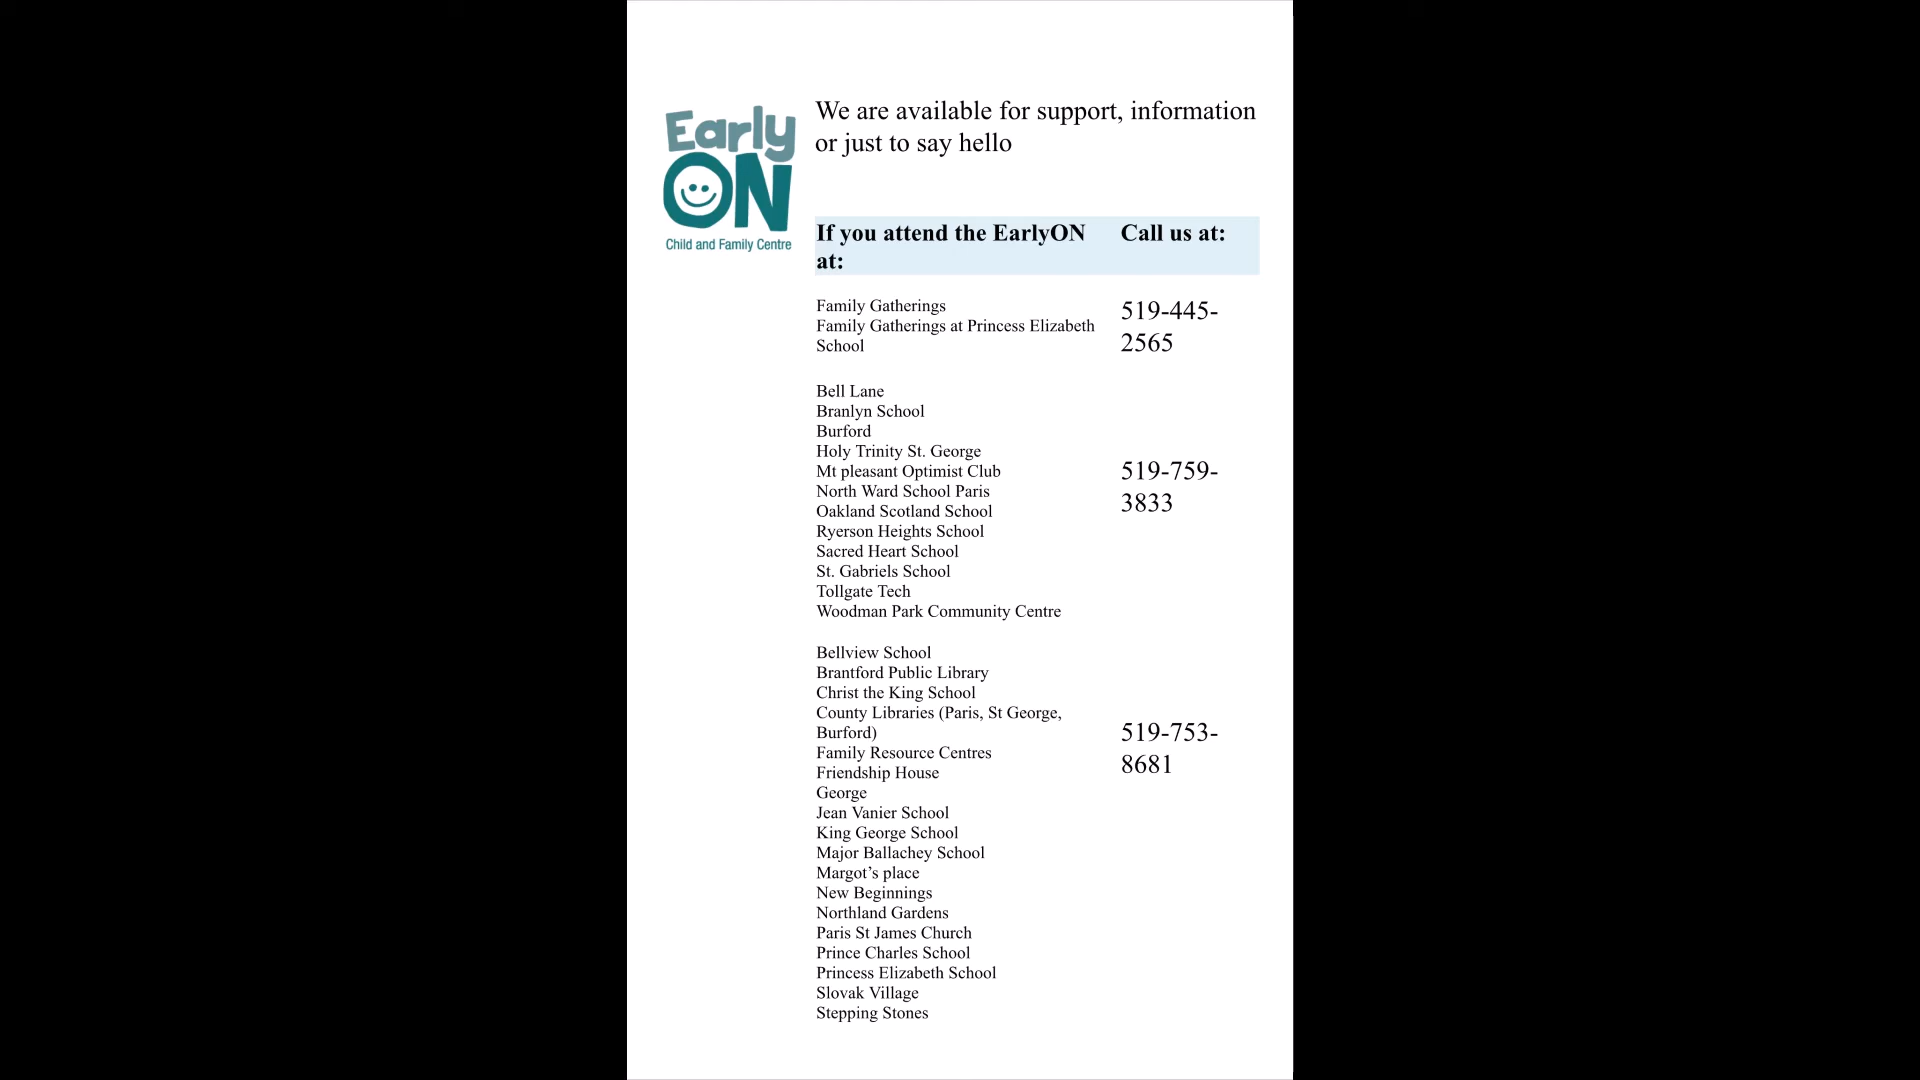 Early
ON
Child and Family Centre
We are available for support, information
or just to say hello
If you attend the EarlyON
at:
Call us at:
Family Gatherings
Family Gatherings at Princess Elizabeth
School
519-445-
2565
Bell Lane
Branlyn School
Burford
Holy Trinity St. George
Mt pleasant Optimist Club
North Ward School Paris
Oakland Scotland School
Ryerson Heights School
Sacred Heart School
St. Gabriels School
Tollgate Tech
Woodman Park Community Centre
519-759-
3833
Bellview School
Brantford Public Library
Christ the King School
County Libraries (Paris, St George,
Burford)
Family Resource Centres
Friendship House
George
Jean Vanier School
King George School
Major Ballachey School
Margot’s place
New Beginnings
Northland Gardens
Paris St James Church
Prince Charles School
Princess Elizabeth School
Slovak Village
Stepping Stones
519-753-
8681